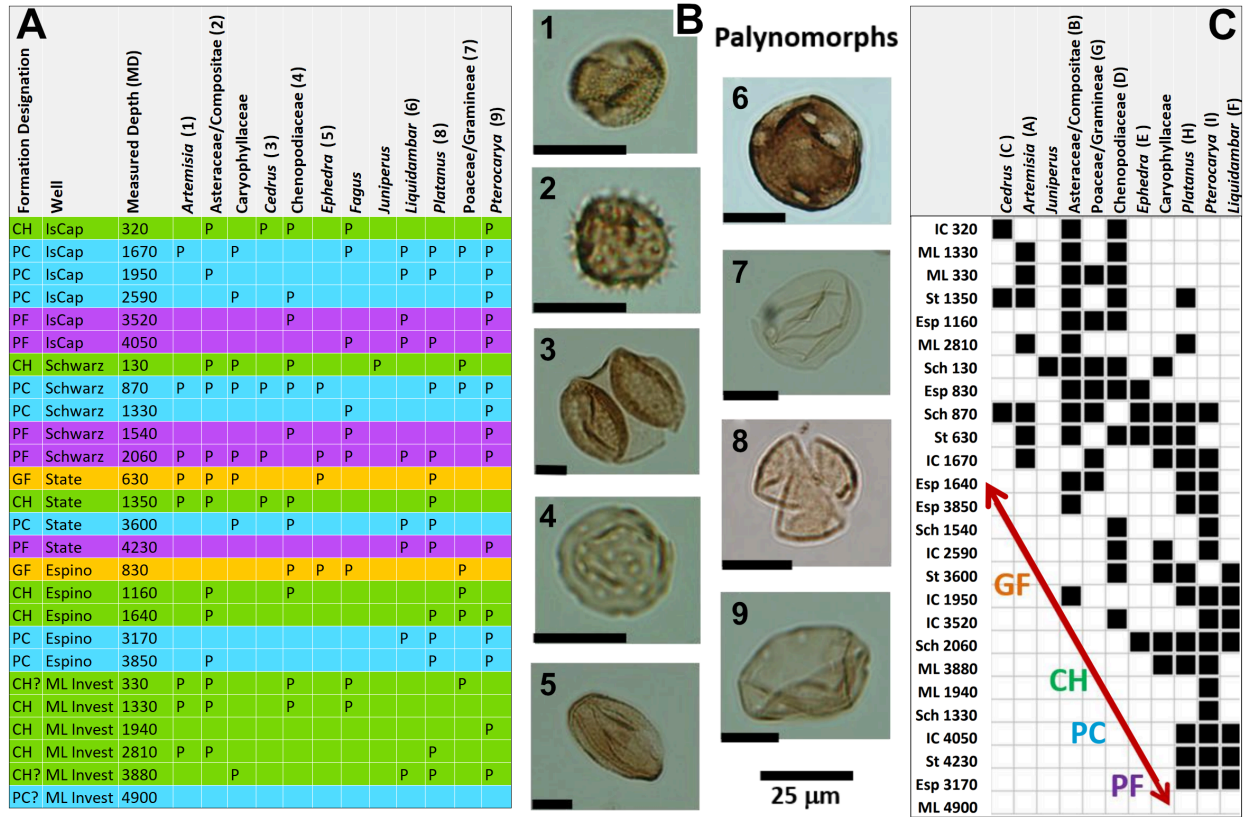 A
Formation Designation
Well
Measured Depth (MD)
Artemisia (1)
Asteraceae/Compositae (2)
Caryophyllaceae
Cedrus (3)
Chenopodiaceae (4)
Ephedra (5)
Fagus
Juniperus
Liquidambar (6)
Platanus (8)
Poaceae/Gramineae (7)
Pterocarya (9)
CH IsCap 320 P P P P P
PC IsCap 1670 P P P P P P P
PC IsCap 1950 P P P P
PC IsCap 2590 P P P
PF IsCap 3520 P P P
PF IsCap 4050 P P P P
CH Schwarz 130 P P P P P
PC Schwarz 870 P P P P P P P P P
PC Schwarz 1330 P P
PF Schwarz 1540 P P P
PF Schwarz 2060 P P P P P P P P P
GF State 630 P P P P P
CH State 1350 P P P P P
PC State 3600 P P P P
PF State 4230 P P P
GF Espino 830 P P P P
CH Espino 1160 P P P
CH Espino 1640 P P P P
PC Espino 3170 P P P
PC Espino 3850 P P P
CH? ML Invest 330 P P P P P
CH ML Invest 1330 P P P P
CH ML Invest 1940 P
CH ML Invest 2810 P P P
CH? ML Invest 3880 P P P P
PC? ML Invest 4900
B
Palynomorphs
1
2
3
4
5
6
7
8
9
25 µm
C
Cedrus (C )
Artemisia (A)
Juniperus
Asteraceae/Compositae (B)
Poaceae/Gramineae (G)
Chenopodiaceae (D)
Ephedra (E )
Caryophyllaceae
Platanus (H)
Pterocarya (I)
Liquidambar (F)
IC 320
ML 1330
ML 330
St 1350
Esp 1160
ML 2810
Sch 130
Esp 830
Sch 870
St 630
IC 1670
Esp 1640
Esp 3850
Sch 1540
IC 2590
St 3600
IC 1950
IC 3520
Sch 2060
ML 3880
ML 1940
Sch 1330
IC 4050
St 4230
Esp 3170
ML 4900
GF
CH
PC
PF